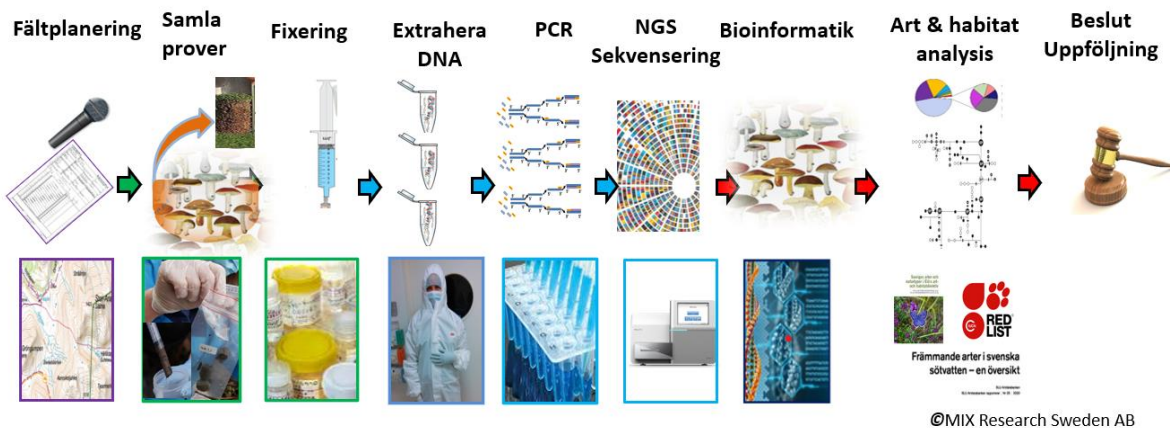 Fältplanering
Samla
prover
Fixering
Extrahera
DNA
PCR
NGS
Sekvensering
Bioinformatik
Art & habitat
analysis
Beslut
Uppföljning
RED
LIST
Främmande arter i svenska
sötvatten – en översikt
©MIX Research Sweden AB